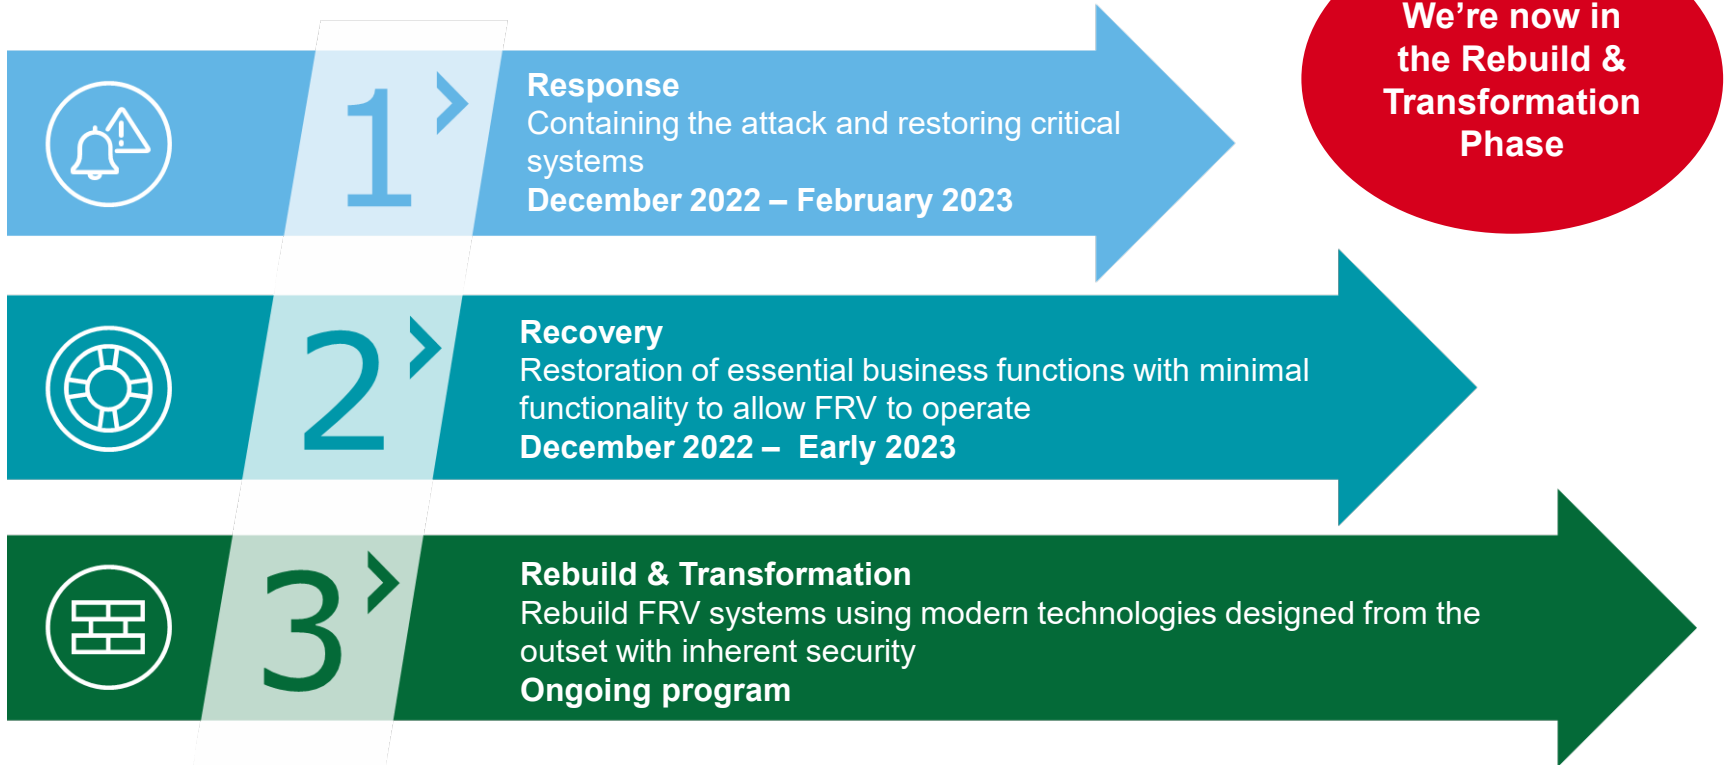 We’re now in
the Rebuild &
Transformation
Phase
1
Response
Containing the attack and restoring critical
systems
December 2022 – February 2023
2
Recovery
Restoration of essential business functions with minimal
functionality to allow FRV to operate
December 2022 –  Early 2023
3
Rebuild & Transformation
Rebuild FRV systems using modern technologies designed from the
outset with inherent security
Ongoing program